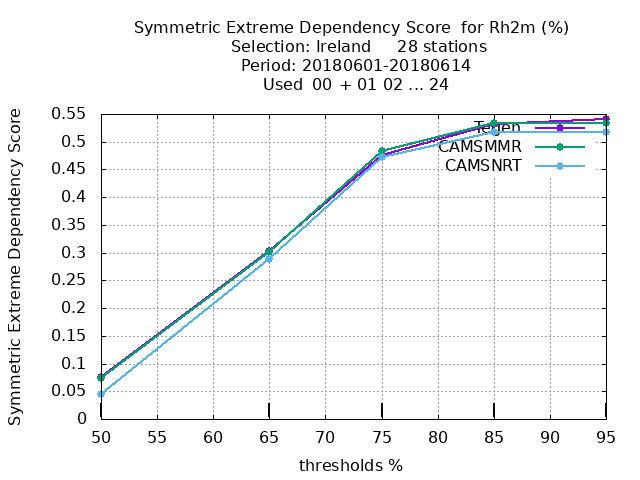 Symmetric Extreme Dependency Score for Rh2m (%)
Selection: Ireland 28 stations
Period: 20180601-20180614
Used 00 + 01 02 ... 24
Symmetric Extreme Dependency Score
0.55
0.5
0.45
0.4
0.35
0.3
0.25
0.2
0.15
0.1
0.05
0
Tegen
CAMSMMR
CAMSNRT
50 55 60 65 70 75 80 85 90 95
thresholds %